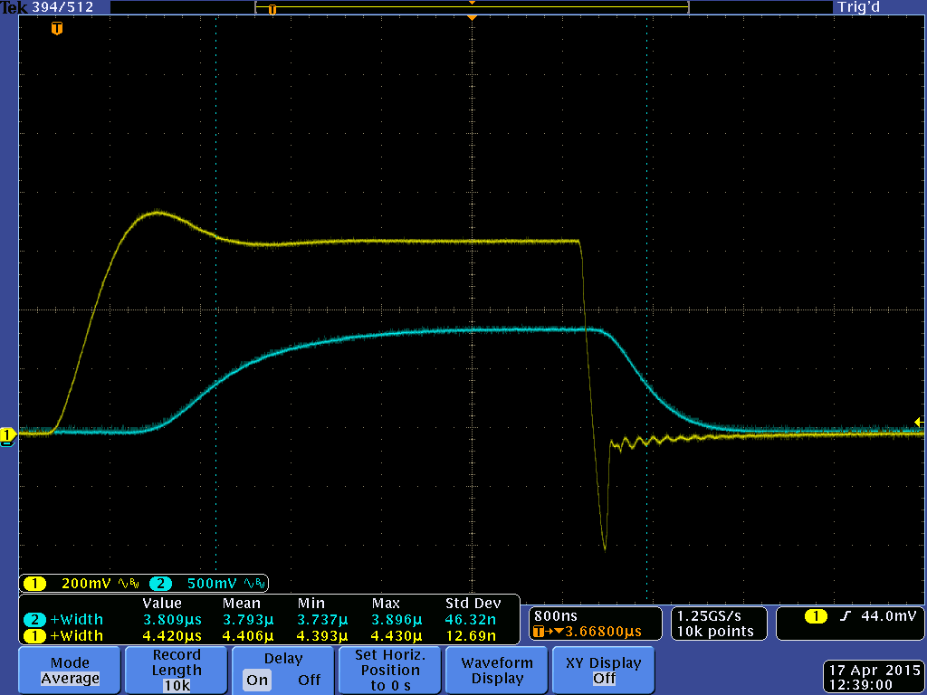 Tek 394/512 T Trig'd
T
1
1 200mV 2 500mV
Value Mean Min Max Std Dev
2 +Width 3.809µs 3.793µ 3.737µ 3.896µ 46.32n
1 +Width 4.420µs 4.406µ 4.393µ 4.430µ 12.69n
800ns
T→▼3.66800µs
1.25GS/s
10k points
1 ʃ 44.0mV
Mode
Average
Record
Length
10k
Delay
On Off
Set Horiz.
Position
to 0 s
Waveform
Display
XY Display
Off
17 Apr 2015
12:39:00